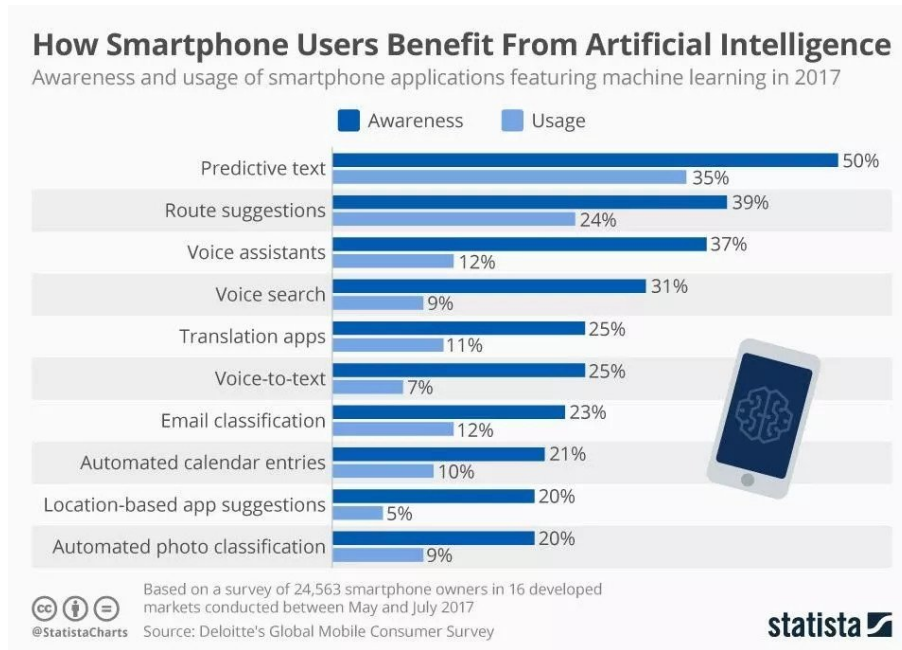 How Smartphone Users Benefit From Artificial Intelligence
Awareness and usage of smartphone applications featuring machine learning in 2017
Awareness Usage
Predictive text 50% 35%
Route suggestions 39% 24%
Voice assistants 37% 12%
Voice search 31% 9%
Translation apps 25% 11%
Voice-to-text 25% 7%
Email classification 23% 12%
Automated calendar entries 21% 10%
Location-based app suggestions 20% 5%
Automated photo classification 20% 9%
Based on a survey of 24,563 smartphone owners in 16 developed
markets conducted between May and July 2017
cc
@StatistaCharts Source: Deloitte's Global Mobile Consumer Survey
statista